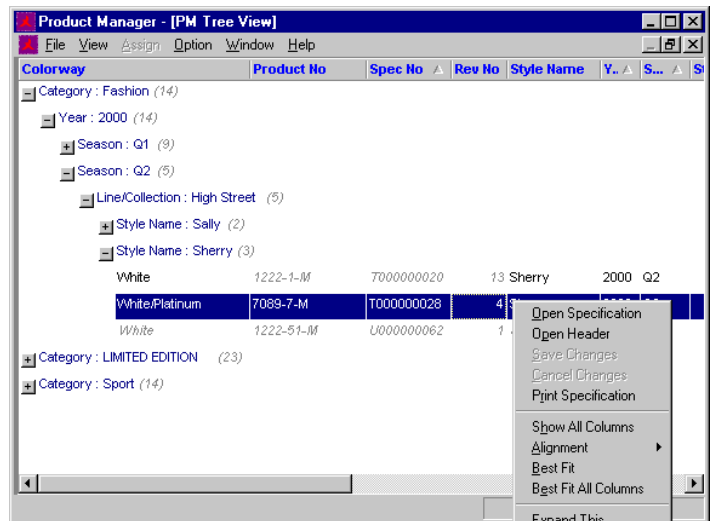 Product Manager - [PM Tree View]
File View Assign Option Window Help
Colorway Product No Spec No Rev No Style Name Y.. S...
Category : Fashion (14)
Year : 2000 (14)
Season : Q1 (9)
Season : Q2 (5)
Line/Collection : High Street (5)
Style Name : Sally (2)
Style Name : Sherry (3)
White 1222-1-M T000000020 13 Sherry 2000 Q2
White/Platinum 7089-7-M T000000028 4
White 1222-51-M U000000062 1
Category : LIMITED EDITION (23)
Category : Sport (14)
Open Specification
Open Header
Save Changes
Cancel Changes
Print Specification
Show All Columns
Alignment
Best Fit
Best Fit All Columns
Expand This